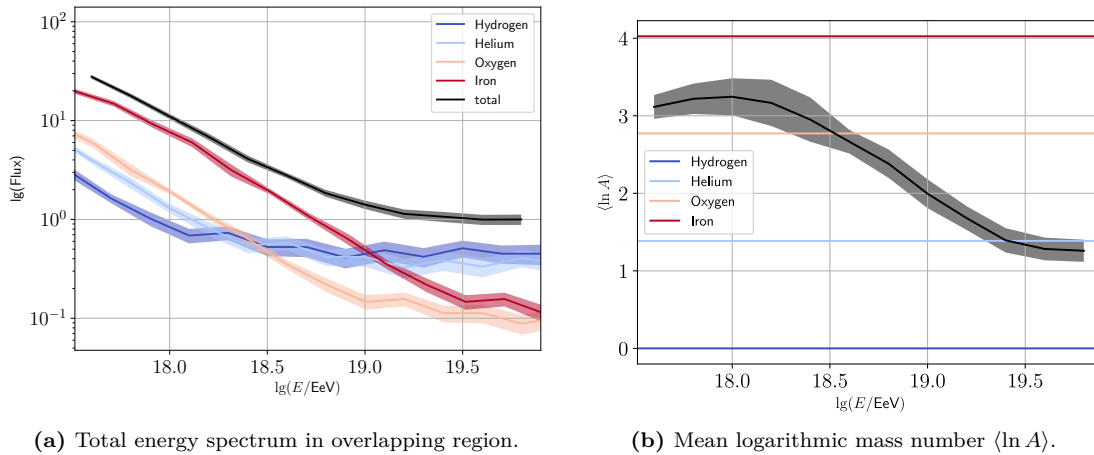 10²
10¹
10⁰
10⁻¹
lg(Flux)
Hydrogen
Helium
Oxygen
Iron
total
18.0 18.5 19.0 19.5
lg(E/EeV)
(a) Total energy spectrum in overlapping region.
4
3
2
1
0
⟨ln A⟩
Hydrogen
Helium
Oxygen
Iron
18.0 18.5 19.0 19.5
lg(E/EeV)
(b) Mean logarithmic mass number ⟨ln A⟩.